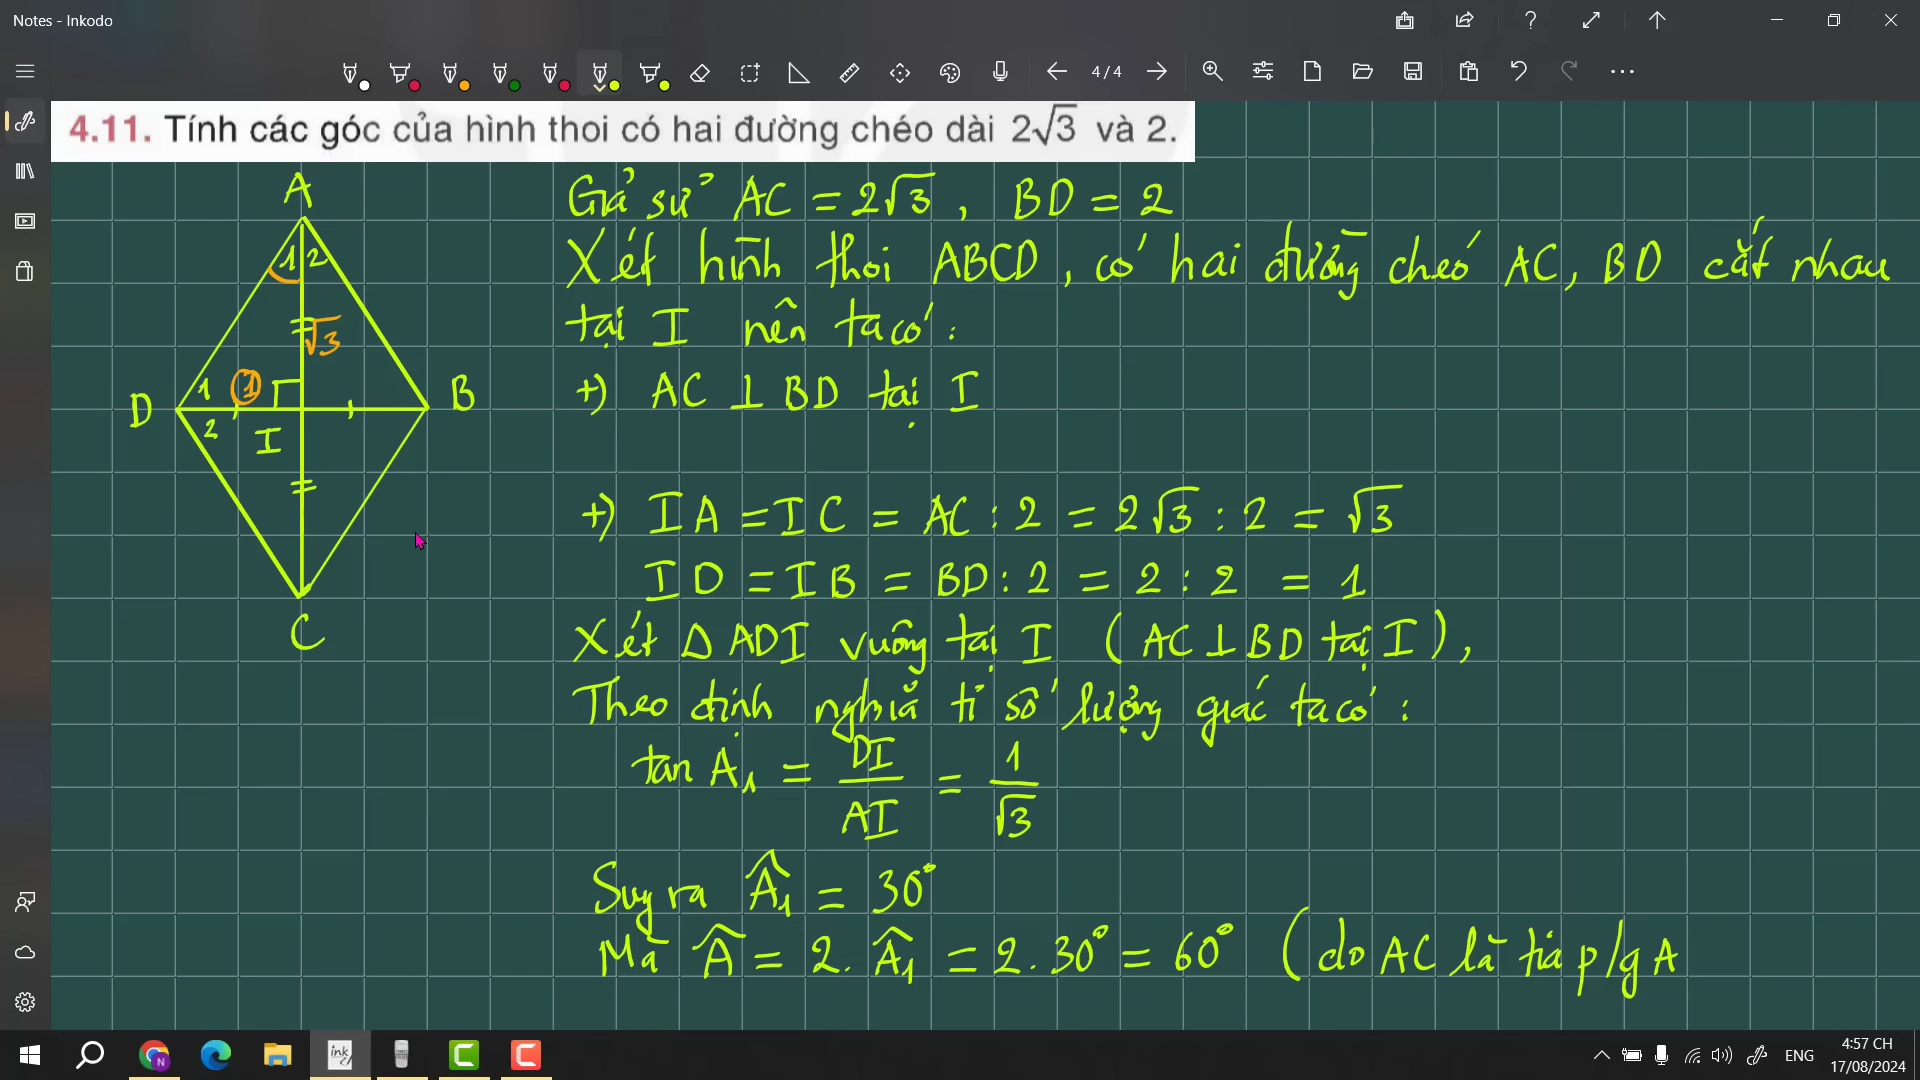 Notes - Inkodo
4 / 4
4.11. Tính các góc của hình thoi có hai đường chéo dài 2√3 và 2.
A
1 2
√3
1 1
D B
2 I
C
Giả sử AC = 2√3 , BD = 2
Xét hình thoi ABCD , có hai đường chéo AC, BD cắt nhau
tại I nên ta có :
+) AC ⊥ BD tại I
+) IA = IC = AC : 2 = 2√3 : 2 = √3
ID = IB = BD : 2 = 2 : 2 = 1
Xét Δ ADI vuông tại I ( AC ⊥ BD tại I ) ,
Theo định nghĩa tỉ số lượng giác ta có :
tan A₁ = DI/AI = 1/√3
Suy ra Â₁ = 30°
Mà Â = 2. Â₁ = 2. 30° = 60° ( do AC là tia p/g A
ink
ENG
4:57 CH
17/08/2024